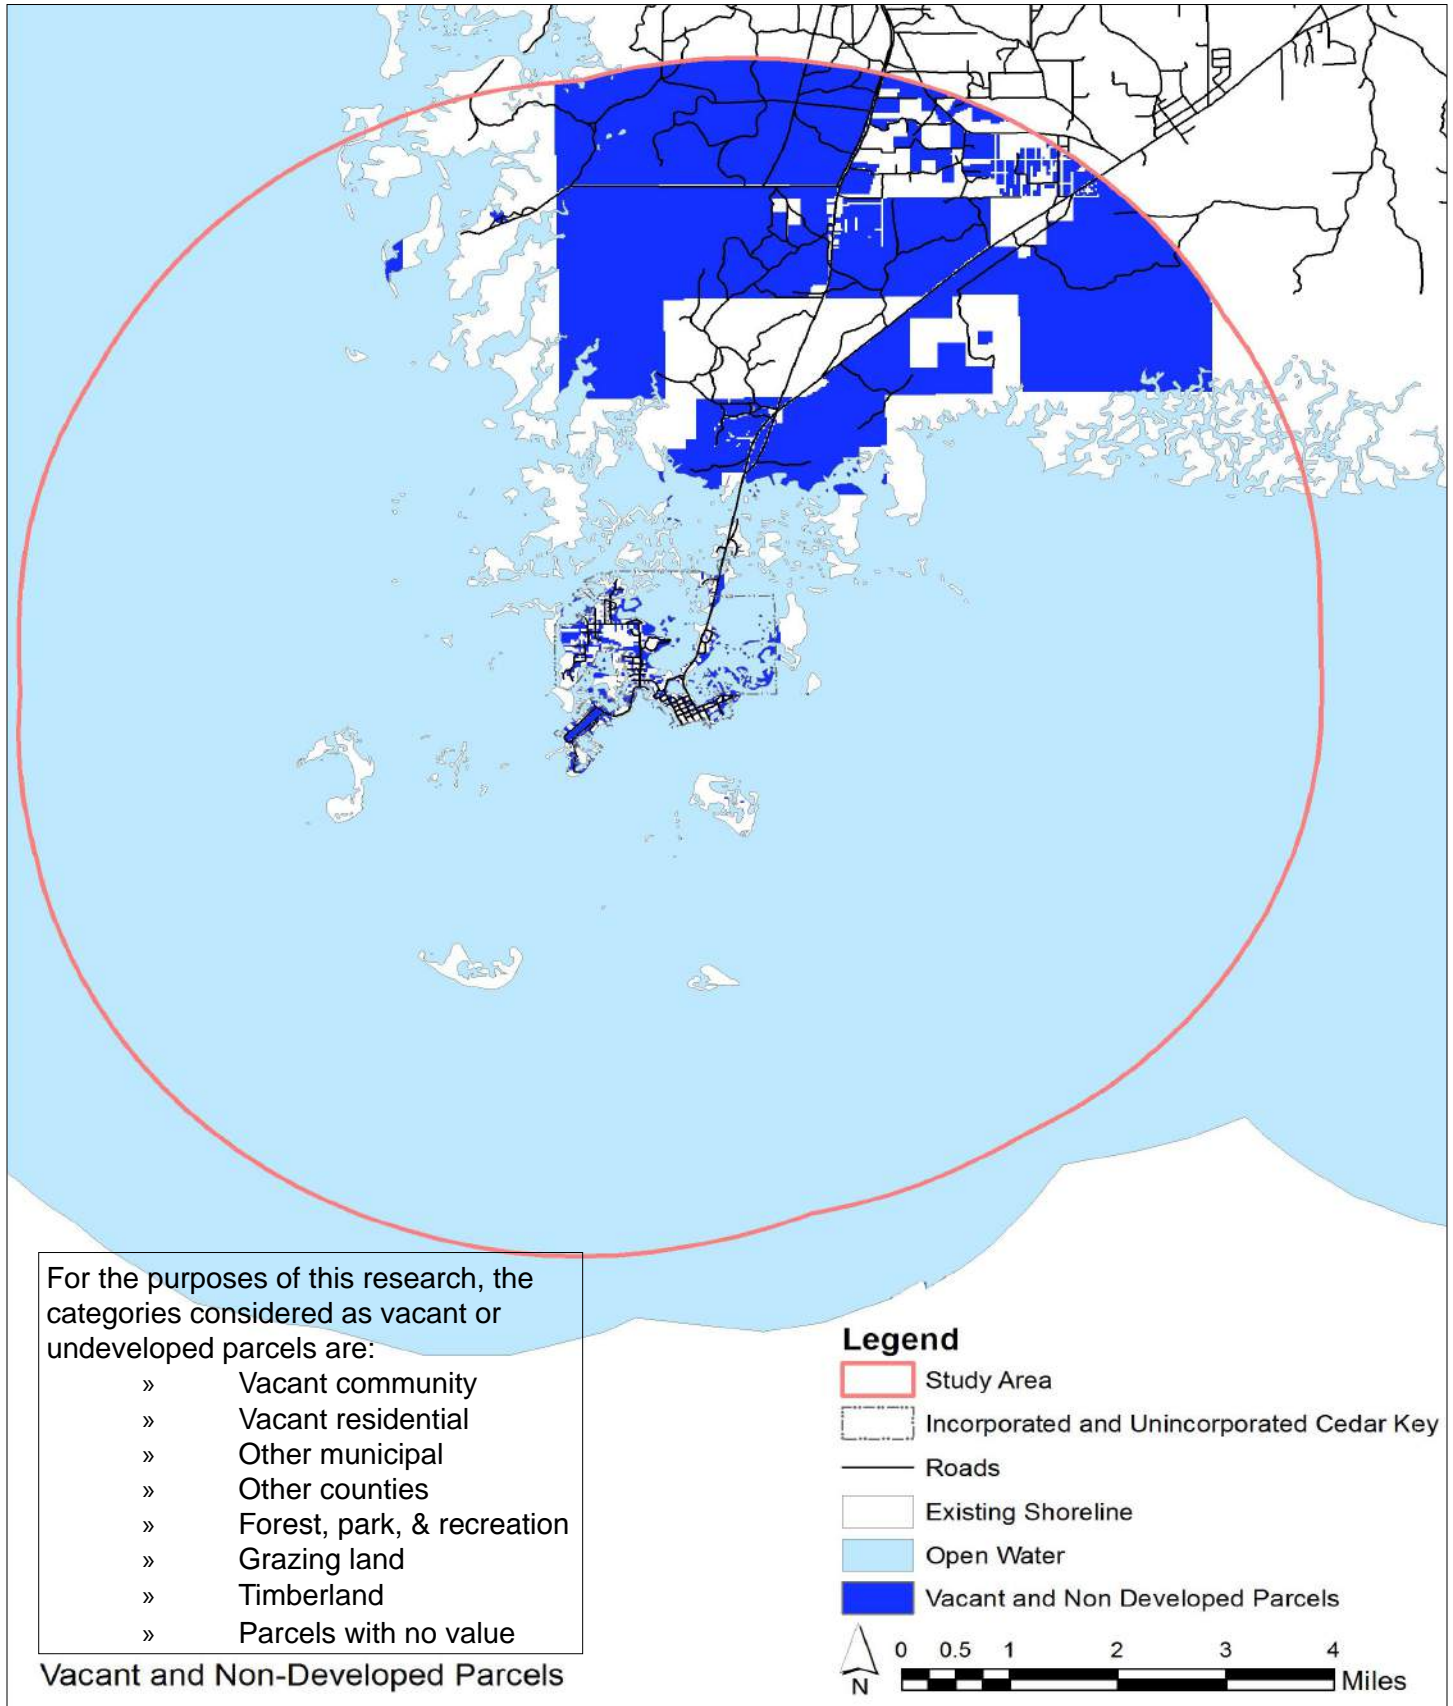 For the purposes of this research, the
categories considered as vacant or
undeveloped parcels are:
» Vacant community
» Vacant residential
» Other municipal
» Other counties
» Forest, park, & recreation
» Grazing land
» Timberland
» Parcels with no value
Vacant and Non-Developed Parcels
Legend
Study Area
Incorporated and Unincorporated Cedar Key
Roads
Existing Shoreline
Open Water
Vacant and Non Developed Parcels
N
0 0.5 1 2 3 4
Miles